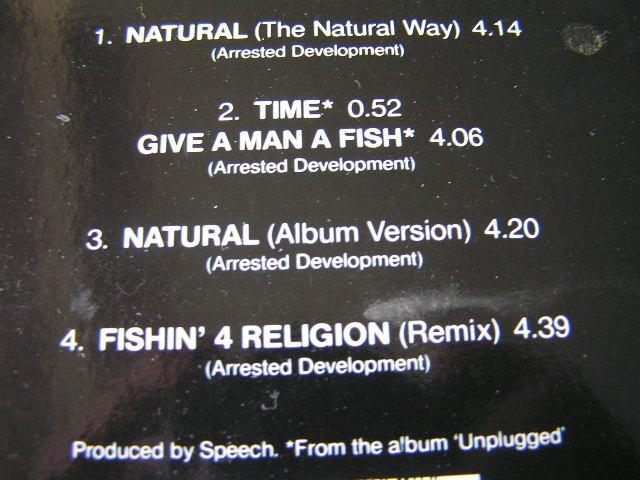 1. NATURAL (The Natural Way) 4.14
(Arrested Development)
2. TIME* 0.52
GIVE A MAN A FISH* 4.06
(Arrested Development)
3. NATURAL (Album Version) 4.20
(Arrested Development)
4. FISHIN' 4 RELIGION (Remix) 4.39
(Arrested Development)
Produced by Speech. *From the album 'Unplugged'